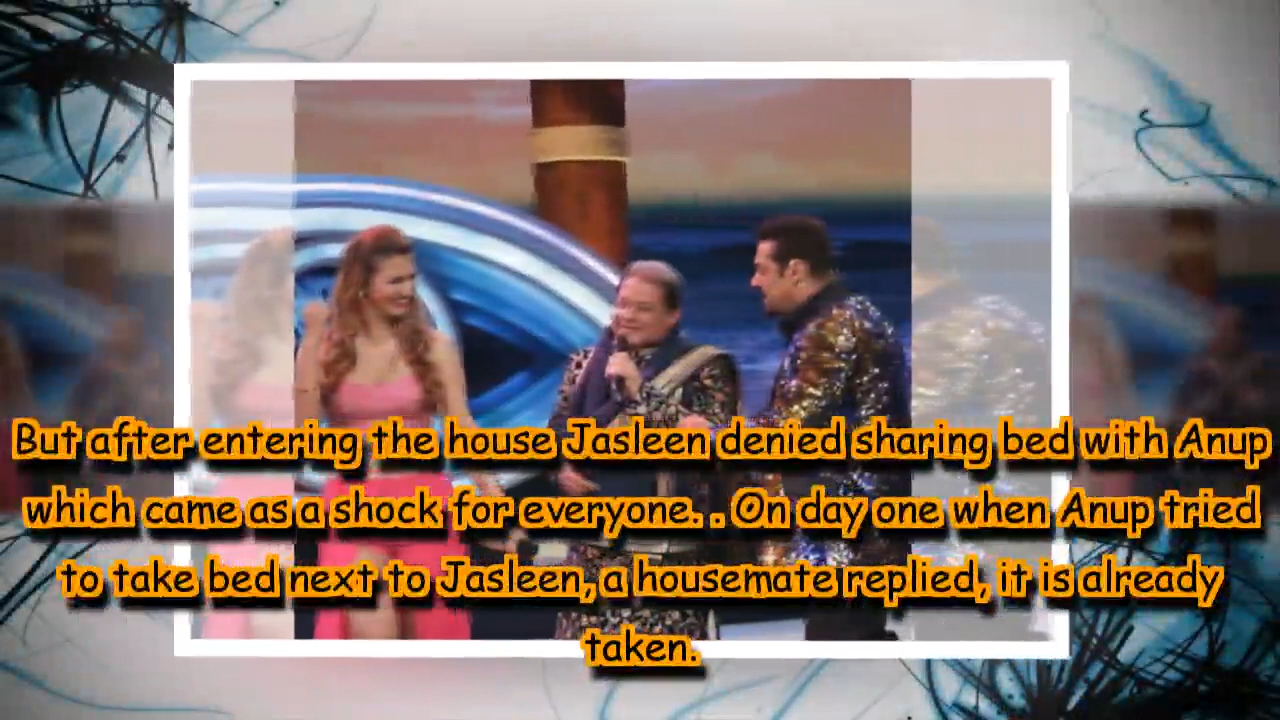 But after entering the house Jasleen denied sharing bed with Anup
which came as a shock for everyone. . On day one when Anup tried
to take bed next to Jasleen, a housemate replied, it is already
taken.